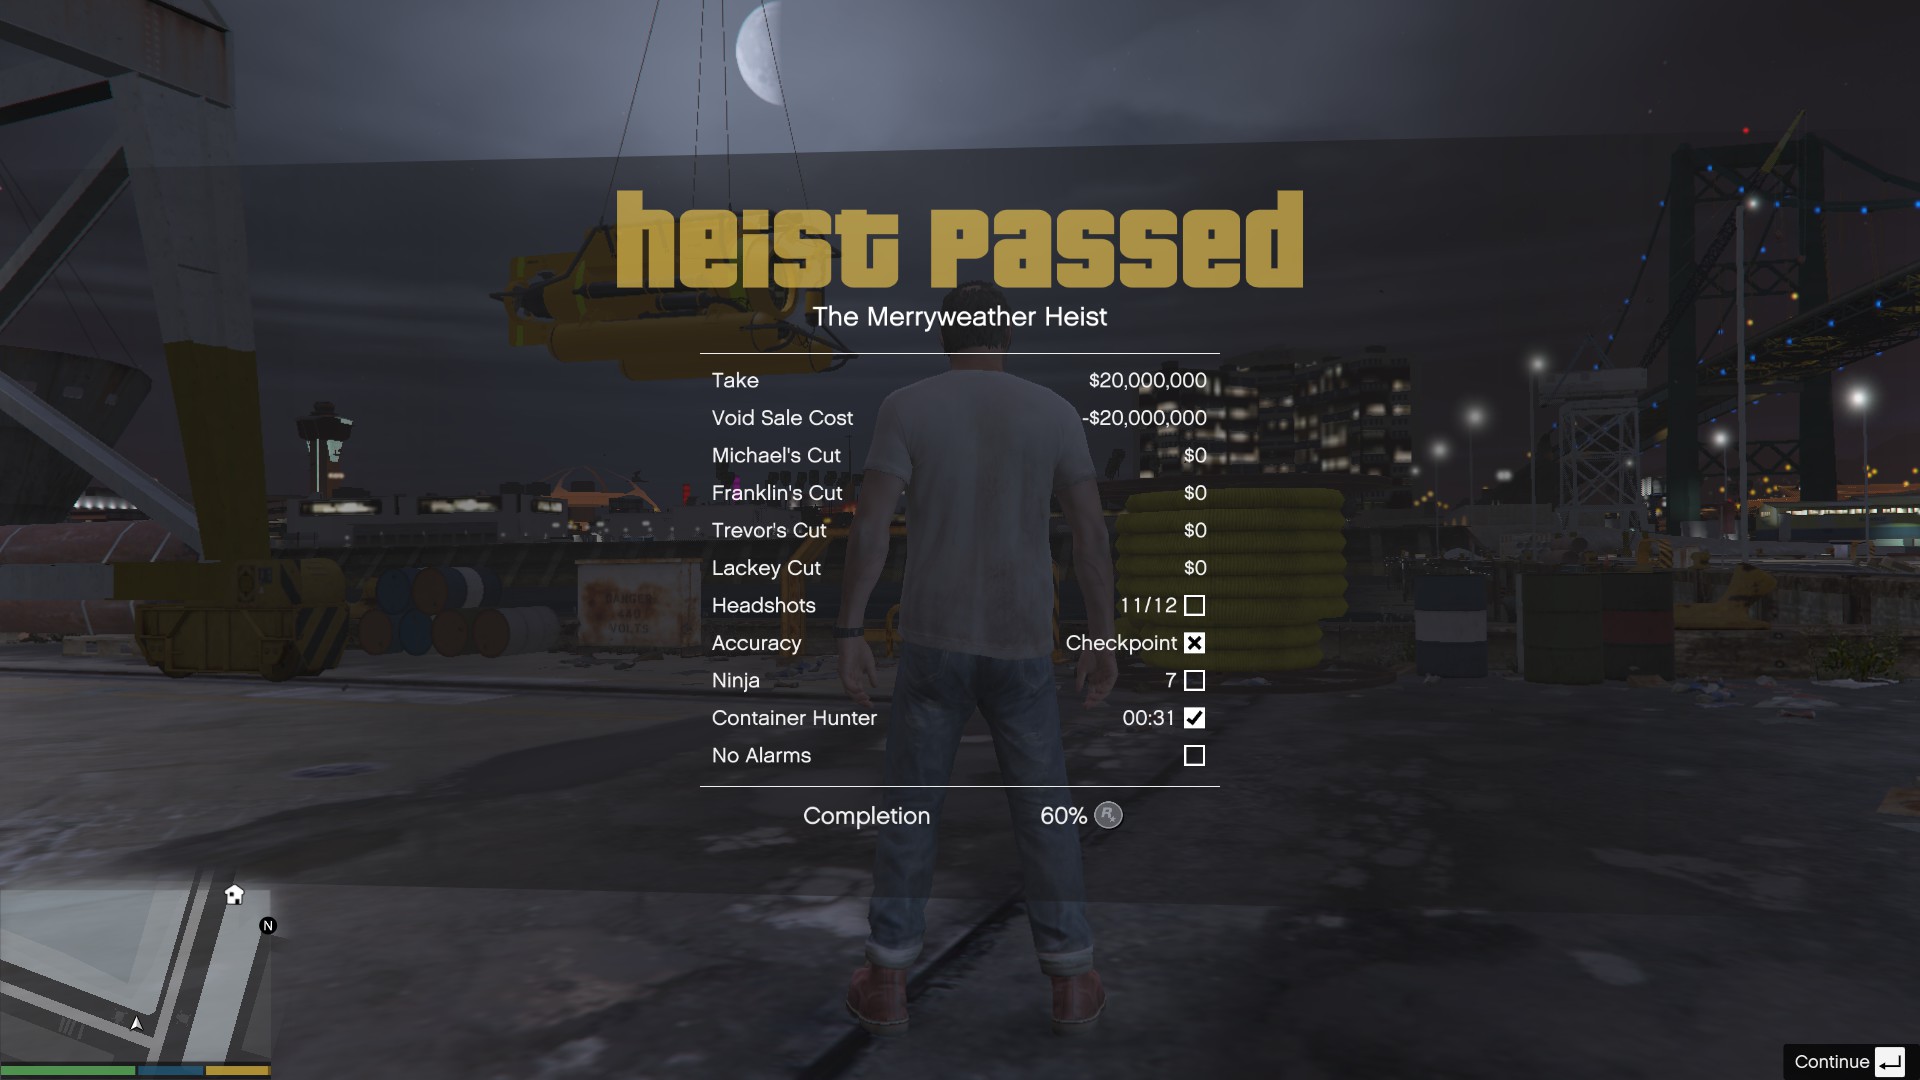 heist passed
The Merryweather Heist
Take $20,000,000
Void Sale Cost -$20,000,000
Michael's Cut $0
Franklin's Cut $0
Trevor's Cut $0
Lackey Cut $0
Headshots 11/12
Accuracy Checkpoint
Ninja 7
Container Hunter 00:31
No Alarms
Completion 60% R
N
Continue